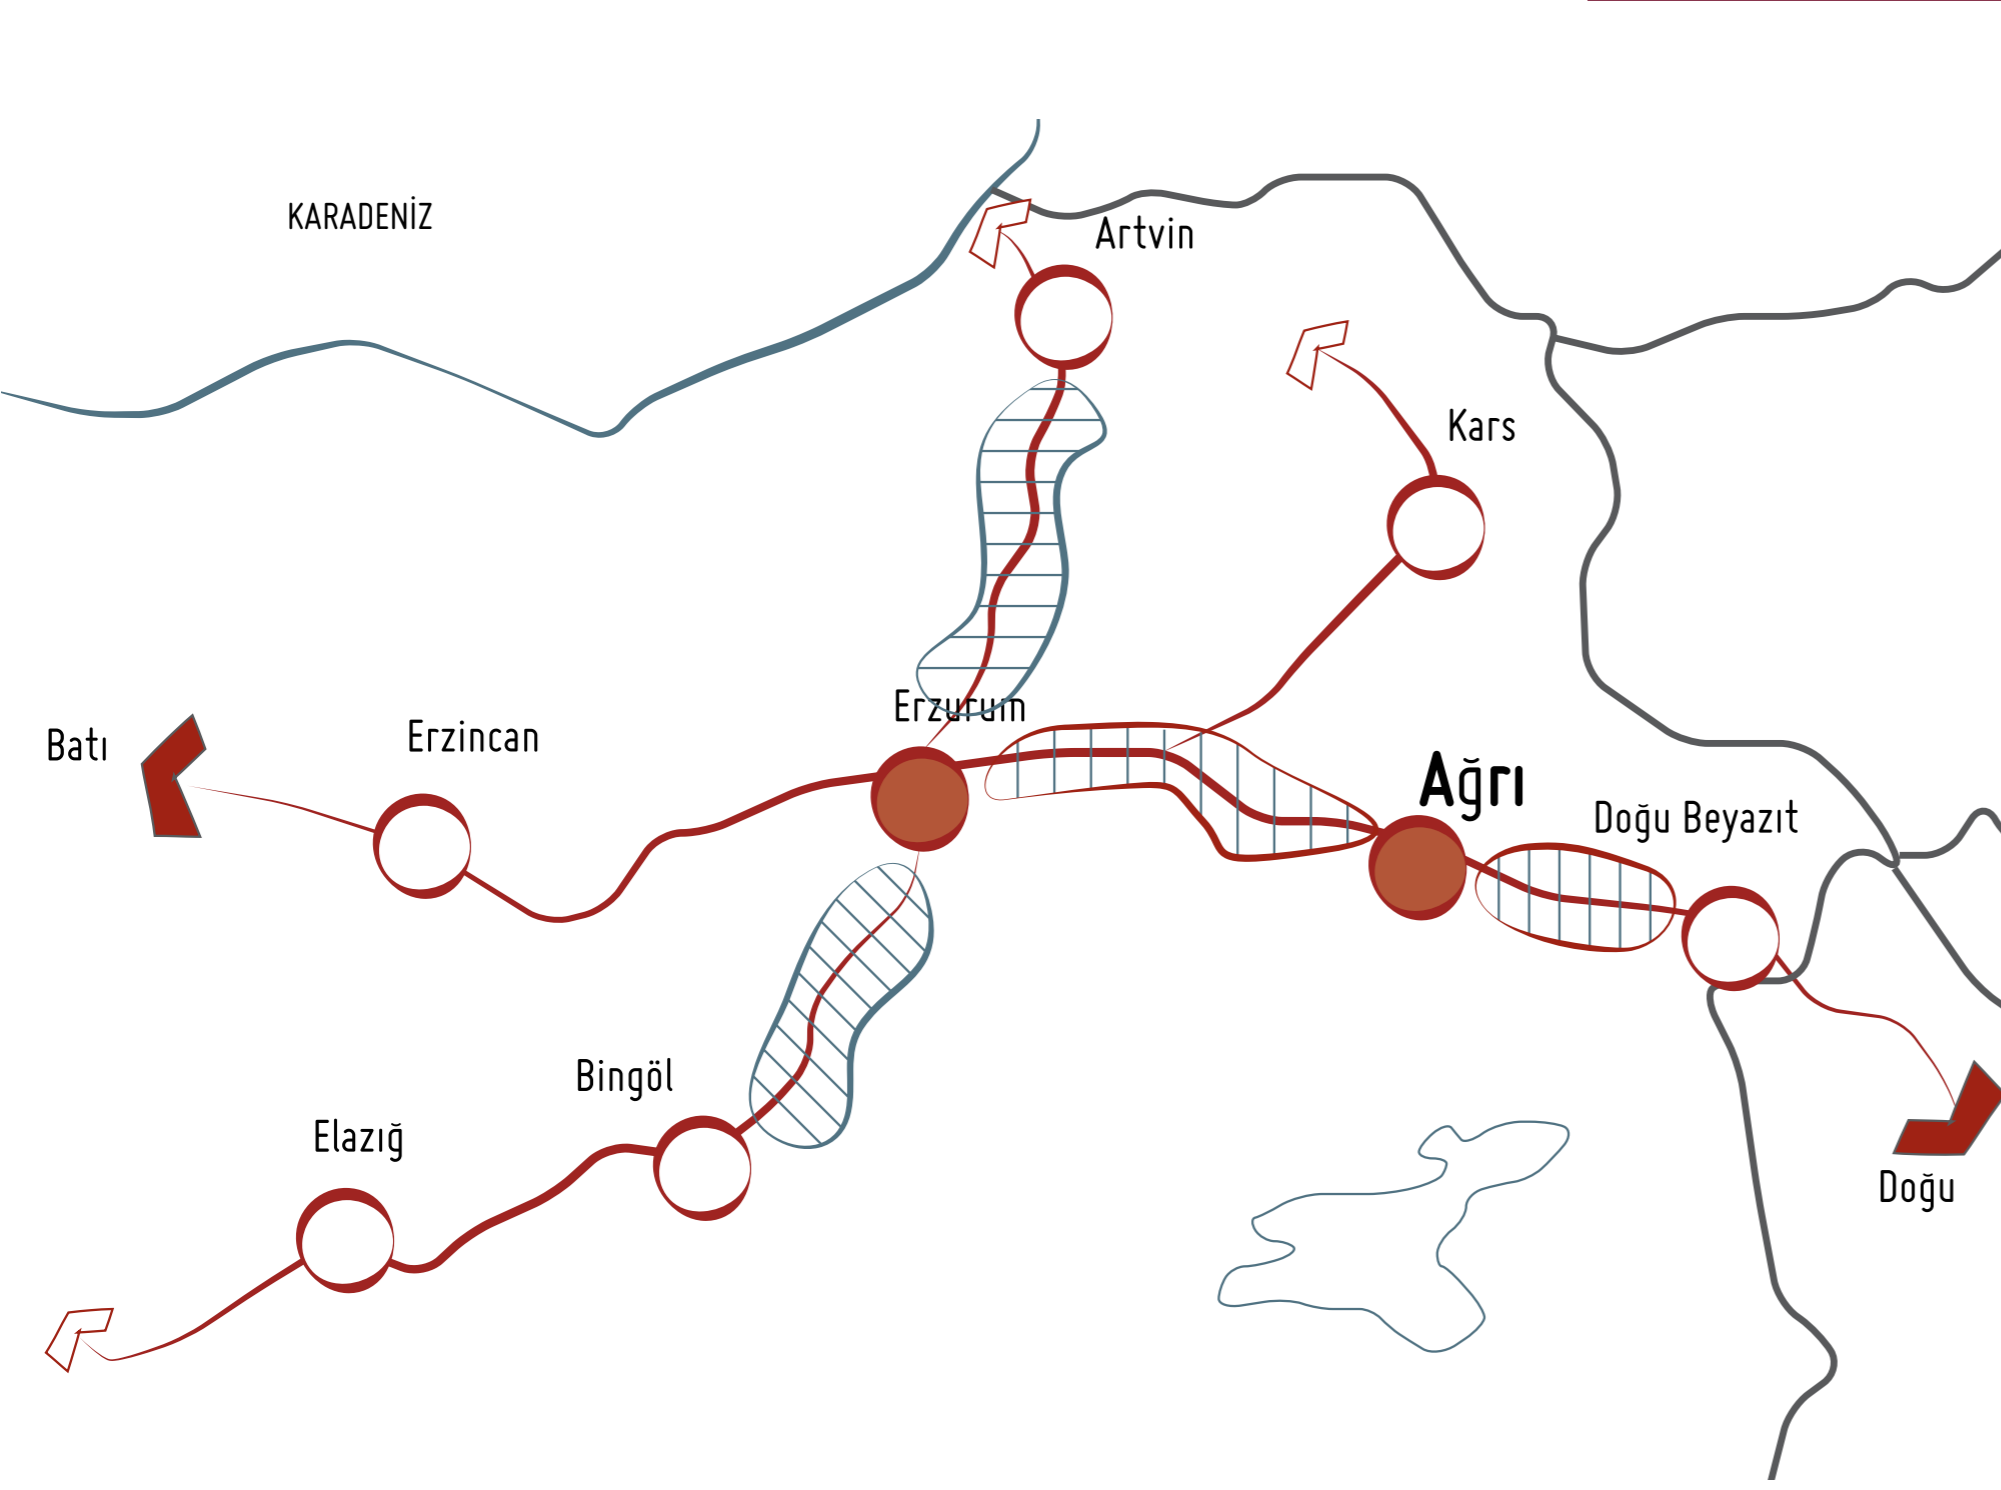 KARADENİZ
Artvin
Kars
Erzurum
Batı
Erzincan
Ağrı
Doğu Beyazıt
Bingöl
Elazığ
Doğu